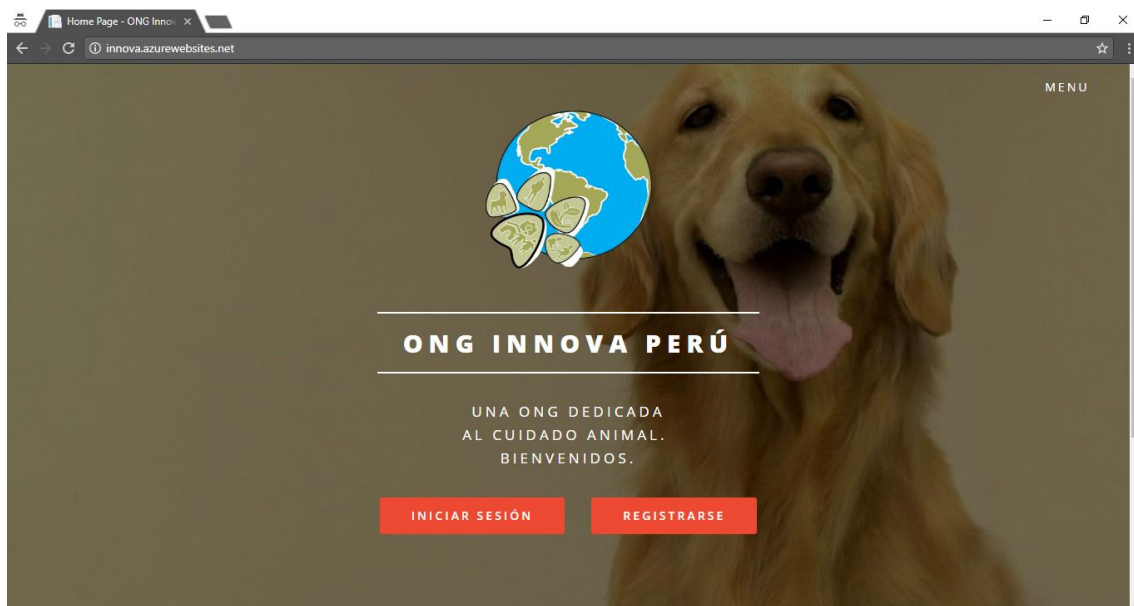 Home Page - ONG Innov
innova.azurewebsites.net
MENU
ONG INNOVA PERÚ
UNA ONG DEDICADA
AL CUIDADO ANIMAL.
BIENVENIDOS.
INICIAR SESIÓN
REGISTRARSE